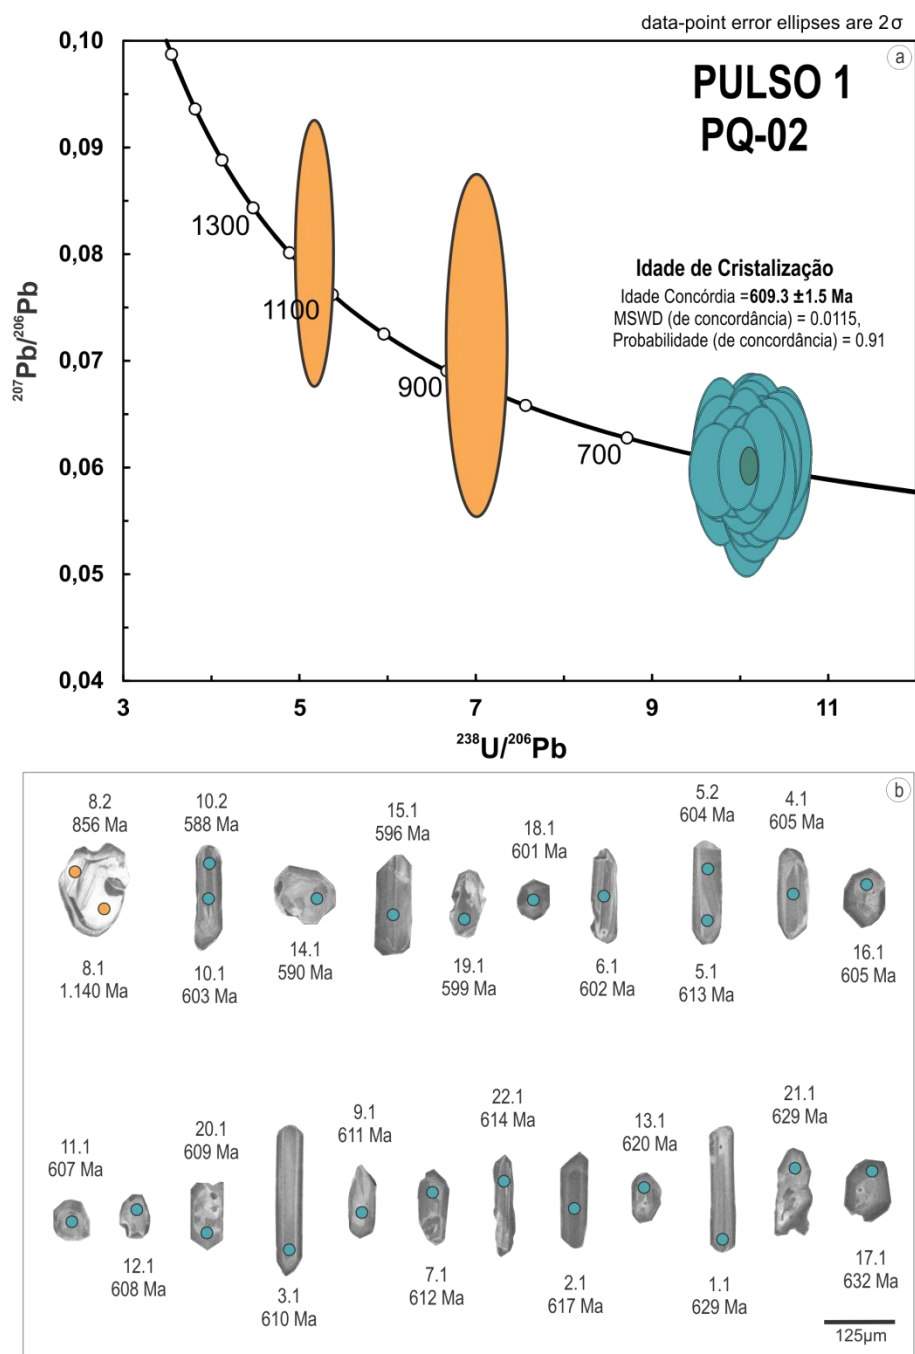 data-point error ellipses are 2σ
a
PULSO 1
PQ-02
0,10
0,09
0,08
0,07
0,06
0,05
0,04
²⁰⁷Pb/²⁰⁶Pb
1300
1100
900
700
Idade de Cristalização
Idade Concórdia =609.3 ±1.5 Ma
MSWD (de concordância) = 0.0115,
Probabilidade (de concordância) = 0.91
3 5 7 9 11
²³⁸U/²⁰⁶Pb
b
8.2
856 Ma
8.1
1.140 Ma
10.2
588 Ma
10.1
603 Ma
14.1
590 Ma
15.1
596 Ma
19.1
599 Ma
18.1
601 Ma
6.1
602 Ma
5.2
604 Ma
5.1
613 Ma
4.1
605 Ma
16.1
605 Ma
11.1
607 Ma
12.1
608 Ma
20.1
609 Ma
3.1
610 Ma
9.1
611 Ma
7.1
612 Ma
22.1
614 Ma
2.1
617 Ma
13.1
620 Ma
1.1
629 Ma
21.1
629 Ma
17.1
632 Ma
125µm